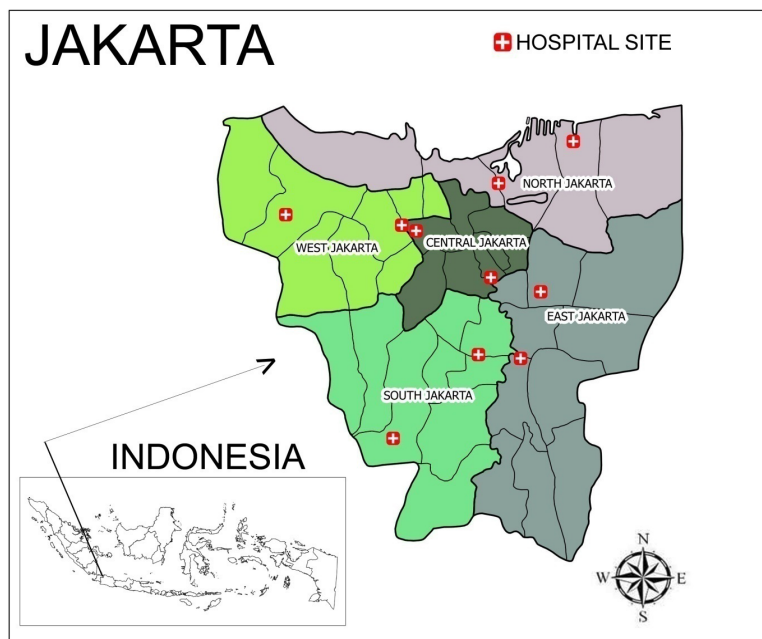 JAKARTA
HOSPITAL SITE
NORTH JAKARTA
WEST JAKARTA
CENTRAL JAKARTA
EAST JAKARTA
SOUTH JAKARTA
INDONESIA
N
W E
S